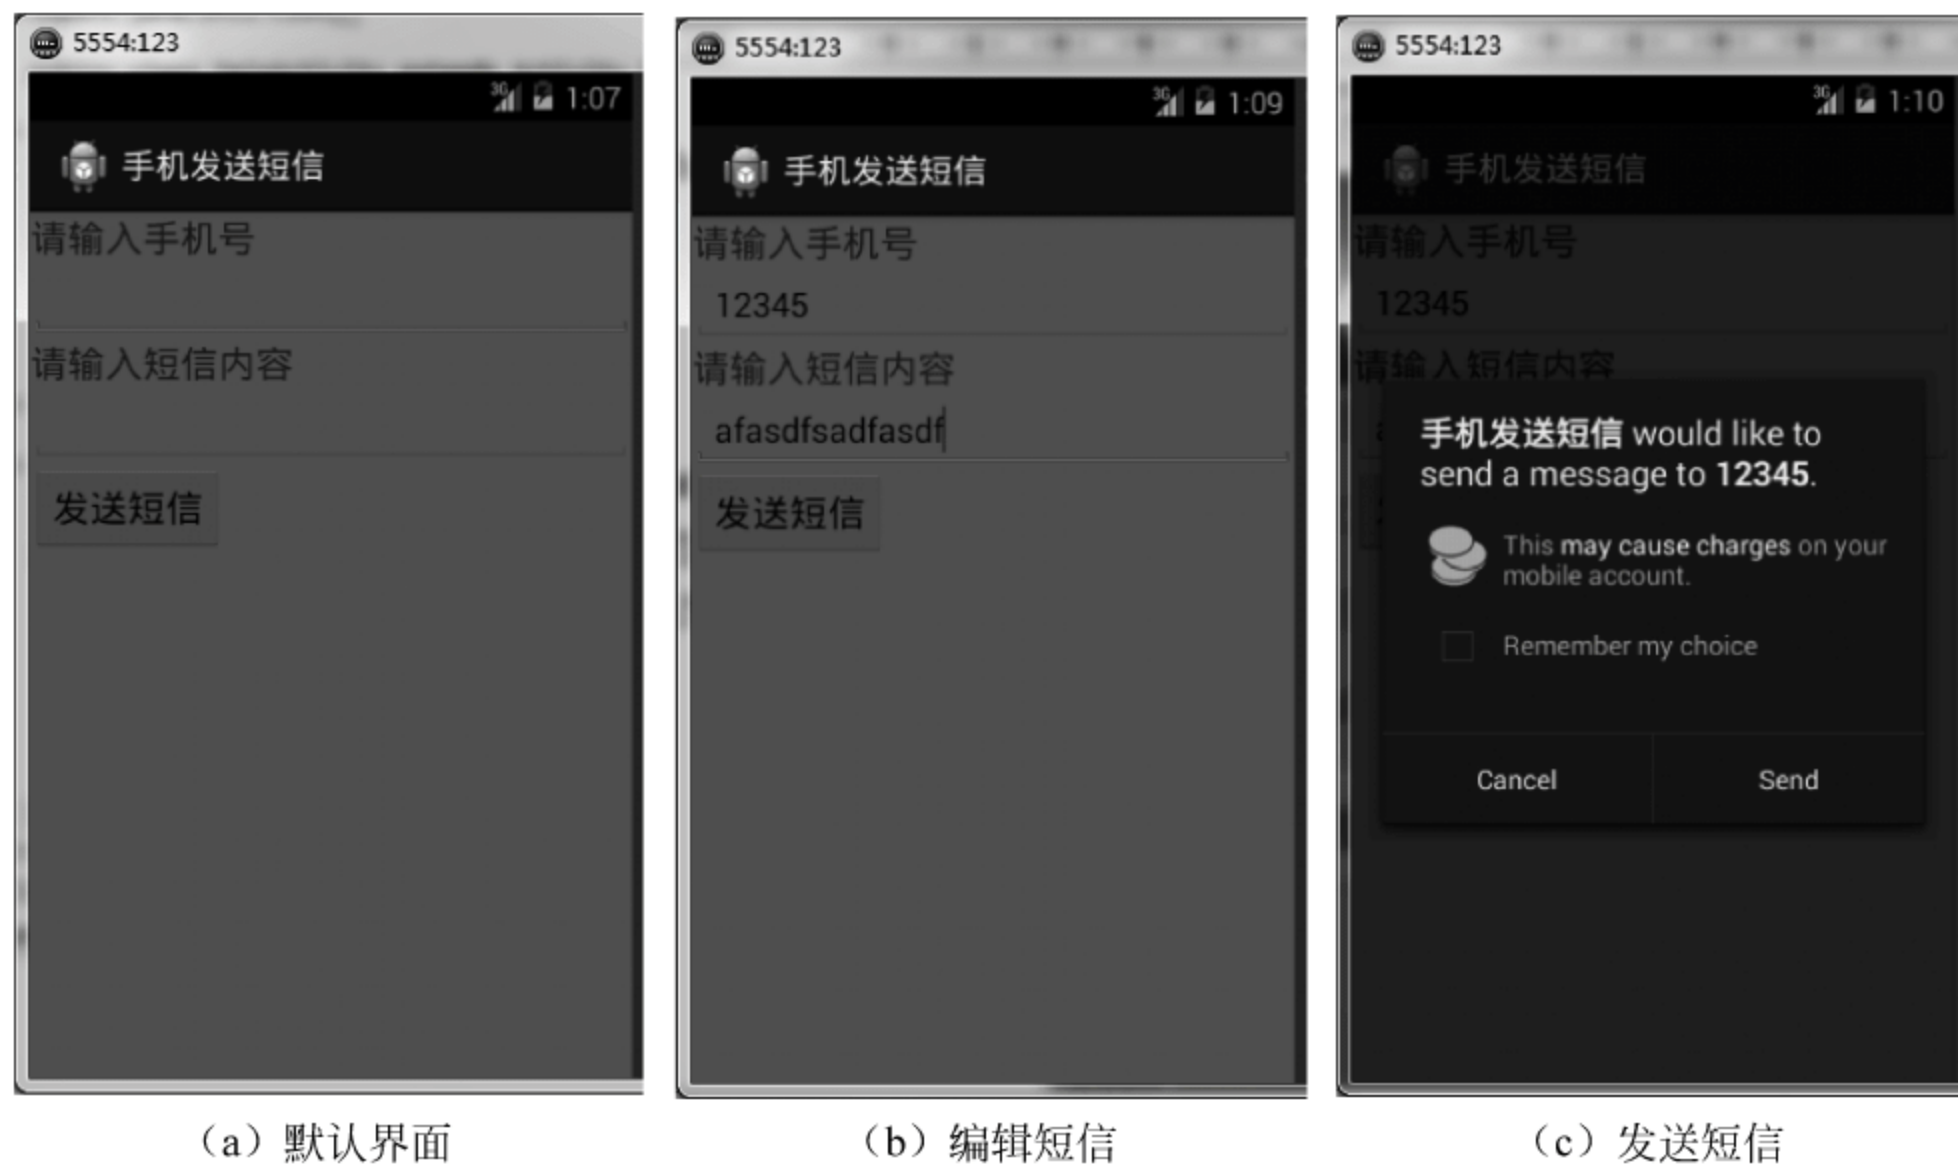 5554:123
3G 1:07
手机发送短信
请输入手机号
请输入短信内容
发送短信
(a) 默认界面
5554:123
3G 1:09
手机发送短信
请输入手机号
12345
请输入短信内容
afasdfsadfasdf
发送短信
(b) 编辑短信
5554:123
3G 1:10
手机发送短信
请输入手机号
12345
请输入短信内容
手机发送短信 would like to
send a message to 12345.
This may cause charges on your
mobile account.
Remember my choice
Cancel Send
(c) 发送短信